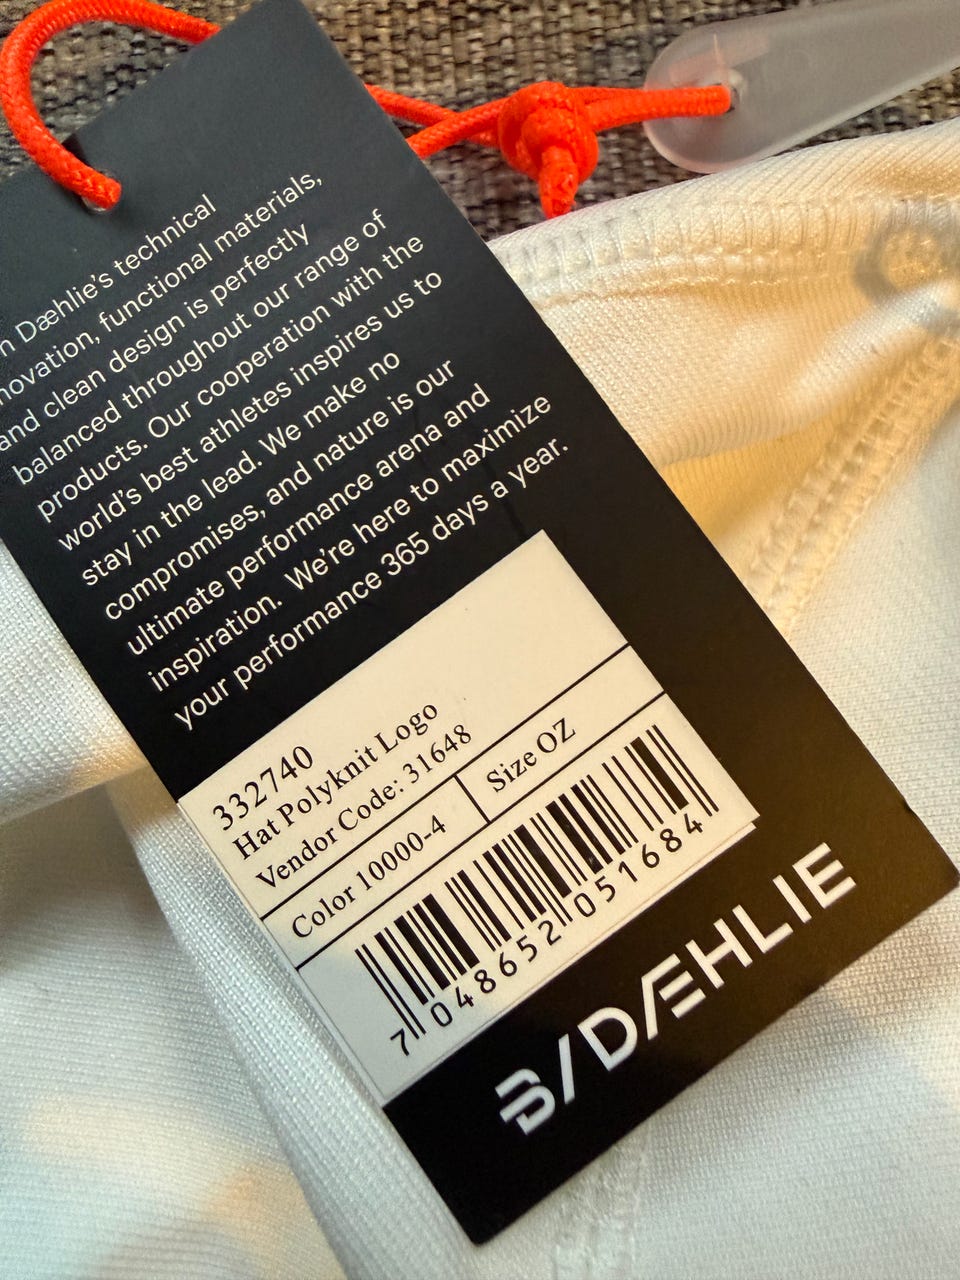 Dæhlie's technical
functional materials,
and clean design is perfectly
balanced throughout our range of
products. Our cooperation with the
world's best athletes inspires us to
stay in the lead. We make no
compromises, and nature is our
ultimate performance arena and
inspiration. We're here to maximize
your performance 365 days a year.
332740
Hat Polyknit Logo
Vendor Code: 31648
Color 10000-4
Size OZ
7 048652 051684
B/DÆHLIE